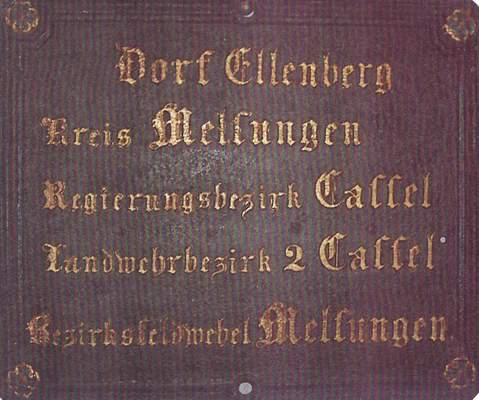 Dorf Ellenberg
Kreis Melſungen
Regierungsbezirk Caſſel
Landwehrbezirk 2 Caſſel
Bezirksfeldwebel Melſungen